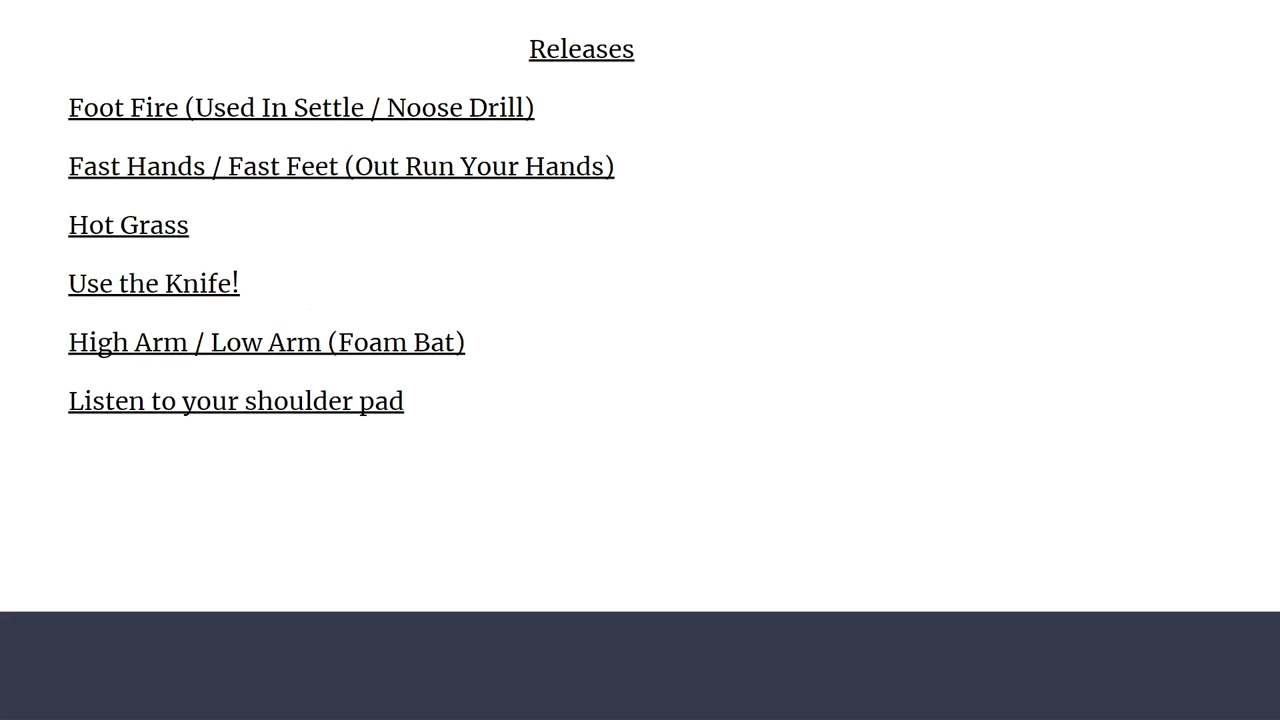 Releases
Foot Fire (Used In Settle / Noose Drill)
Fast Hands / Fast Feet (Out Run Your Hands)
Hot Grass
Use the Knife!
High Arm / Low Arm (Foam Bat)
Listen to your shoulder pad